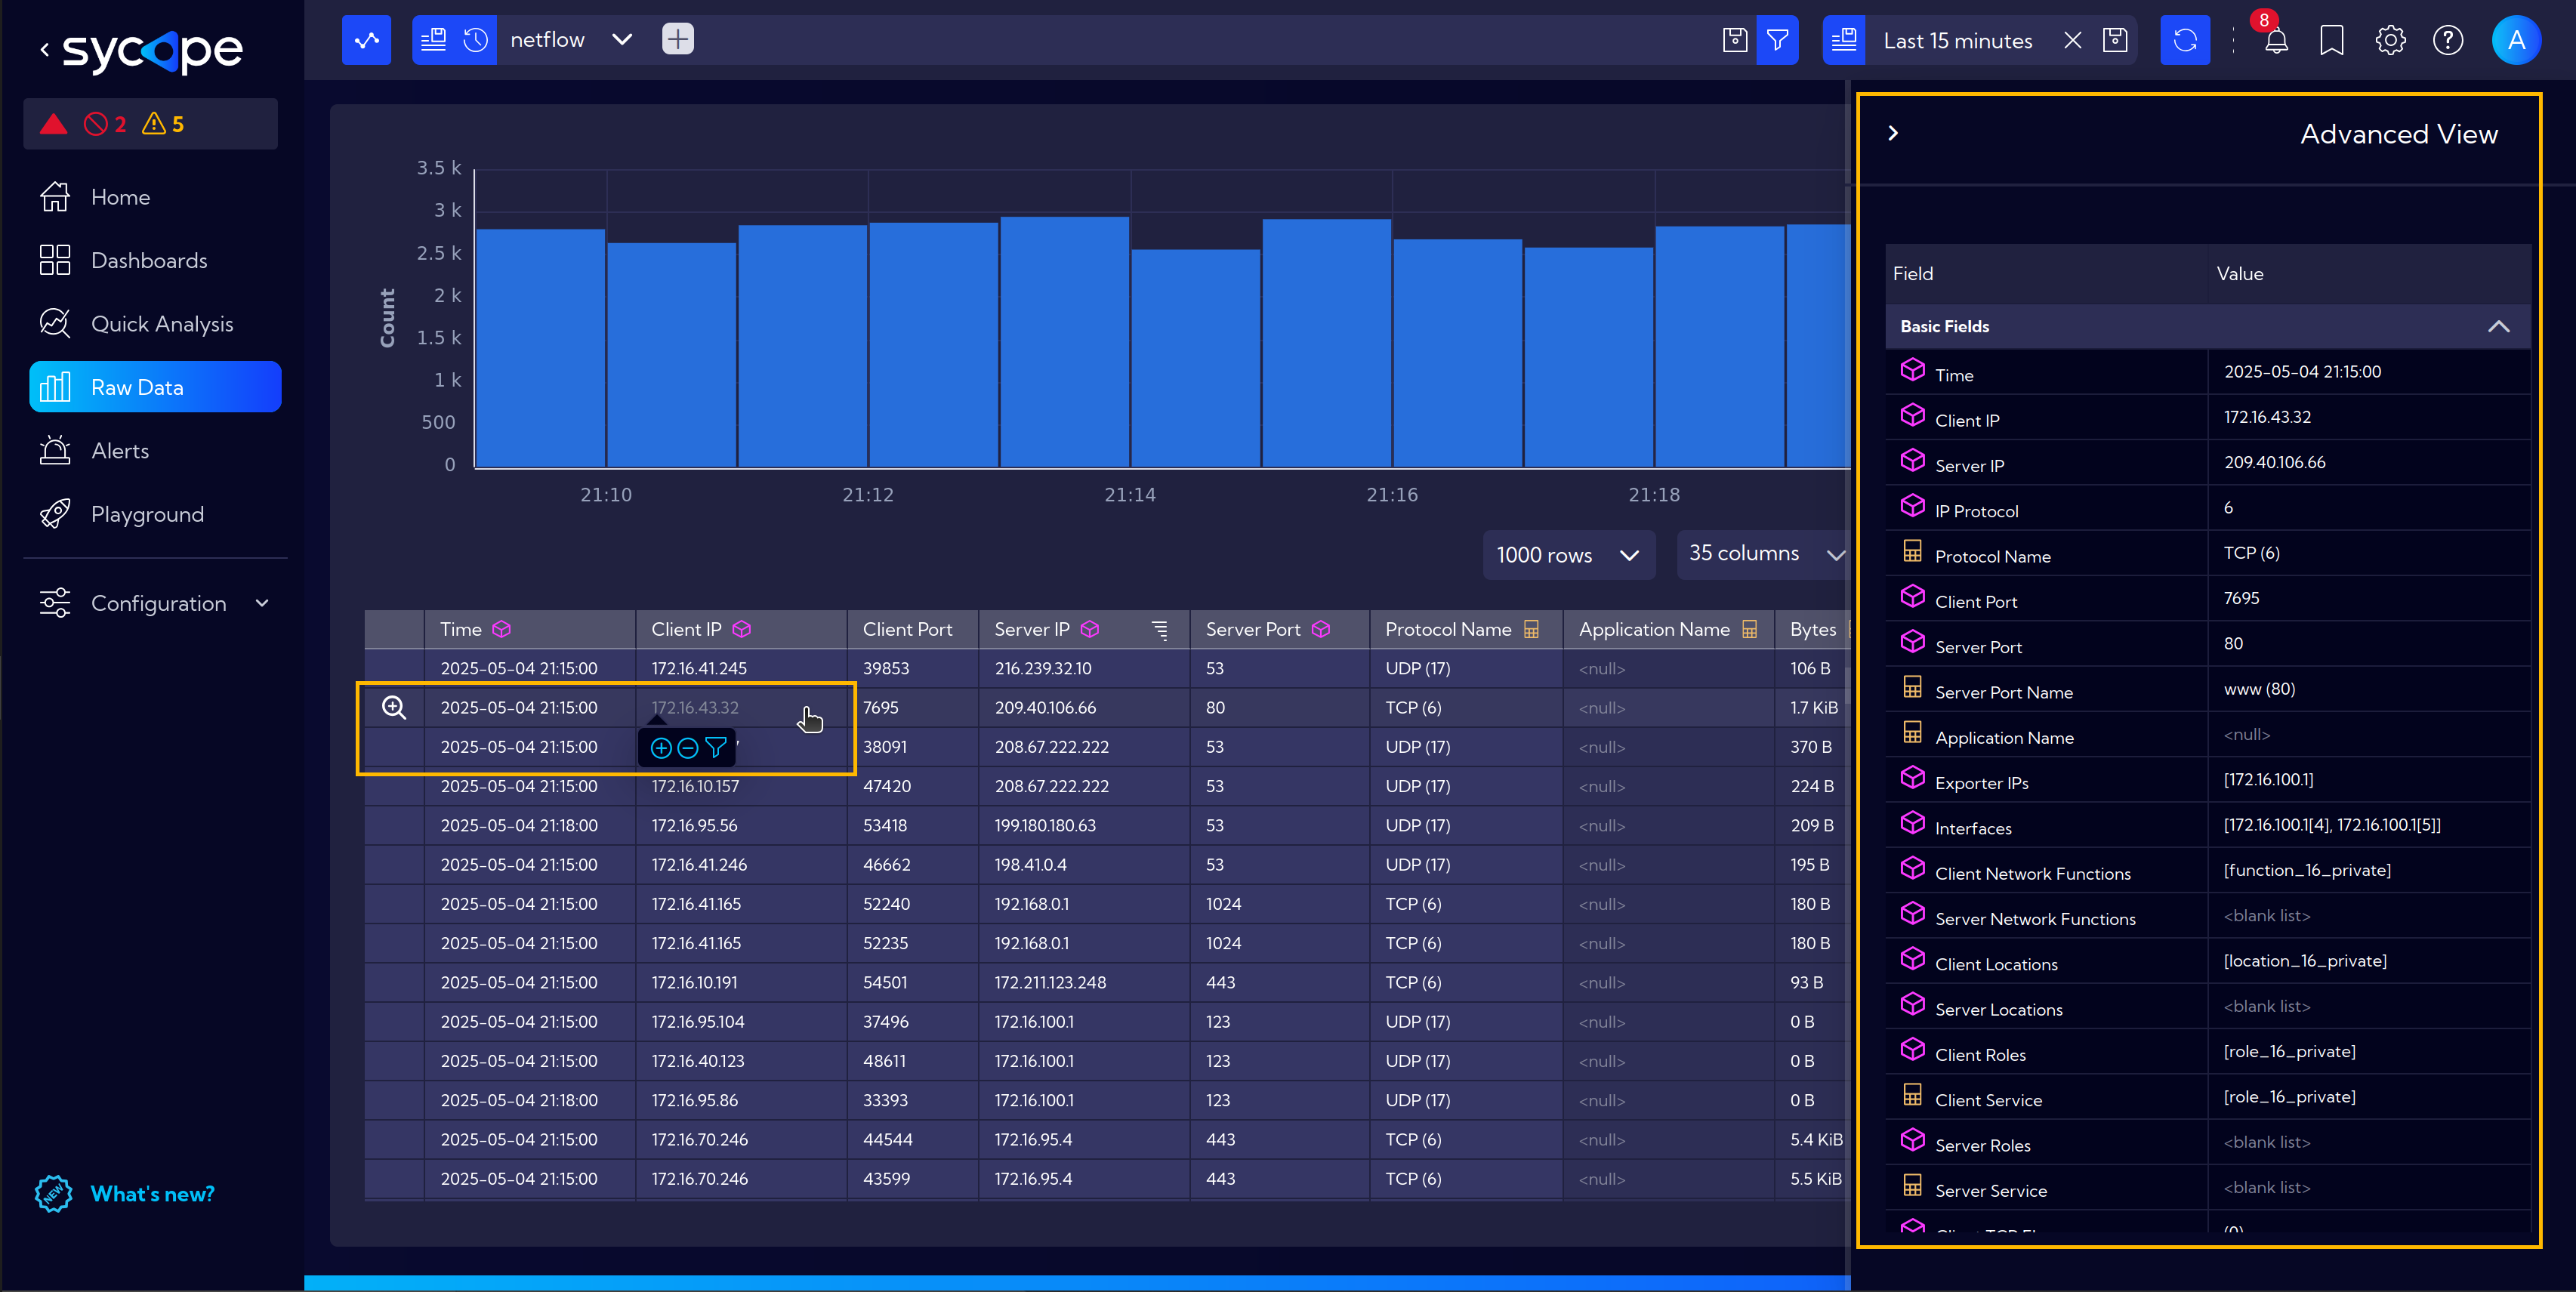 sycope
netflow
Last 15 minutes
8
A
2
5
Home
Dashboards
Quick Analysis
Raw Data
Alerts
Playground
Configuration
NEW
What's new?
Count
3.5 k
3 k
2.5 k
2 k
1.5 k
1 k
500
0
21:10 21:12 21:14 21:16 21:18
1000 rows 35 columns
Time Client IP Client Port Server IP Server Port Protocol Name Application Name Bytes
2025-05-04 21:15:00 172.16.41.245 39853 216.239.32.10 53 UDP (17) <null> 106 B
2025-05-04 21:15:00 172.16.43.32 7695 209.40.106.66 80 TCP (6) <null> 1.7 KiB
2025-05-04 21:15:00 38091 208.67.222.222 53 UDP (17) <null> 370 B
2025-05-04 21:15:00 172.16.10.157 47420 208.67.222.222 53 UDP (17) <null> 224 B
2025-05-04 21:18:00 172.16.95.56 53418 199.180.180.63 53 UDP (17) <null> 209 B
2025-05-04 21:15:00 172.16.41.246 46662 198.41.0.4 53 UDP (17) <null> 195 B
2025-05-04 21:15:00 172.16.41.165 52240 192.168.0.1 1024 TCP (6) <null> 180 B
2025-05-04 21:15:00 172.16.41.165 52235 192.168.0.1 1024 TCP (6) <null> 180 B
2025-05-04 21:15:00 172.16.10.191 54501 172.211.123.248 443 TCP (6) <null> 93 B
2025-05-04 21:15:00 172.16.95.104 37496 172.16.100.1 123 UDP (17) <null> 0 B
2025-05-04 21:15:00 172.16.40.123 48611 172.16.100.1 123 UDP (17) <null> 0 B
2025-05-04 21:18:00 172.16.95.86 33393 172.16.100.1 123 UDP (17) <null> 0 B
2025-05-04 21:15:00 172.16.70.246 44544 172.16.95.4 443 TCP (6) <null> 5.4 KiB
2025-05-04 21:15:00 172.16.70.246 43599 172.16.95.4 443 TCP (6) <null> 5.5 KiB
Advanced View
Field Value
Basic Fields
Time 2025-05-04 21:15:00
Client IP 172.16.43.32
Server IP 209.40.106.66
IP Protocol 6
Protocol Name TCP (6)
Client Port 7695
Server Port 80
Server Port Name www (80)
Application Name <null>
Exporter IPs [172.16.100.1]
Interfaces [172.16.100.1[4], 172.16.100.1[5]]
Client Network Functions [function_16_private]
Server Network Functions <blank list>
Client Locations [location_16_private]
Server Locations <blank list>
Client Roles [role_16_private]
Client Service [role_16_private]
Server Roles <blank list>
Server Service <blank list>